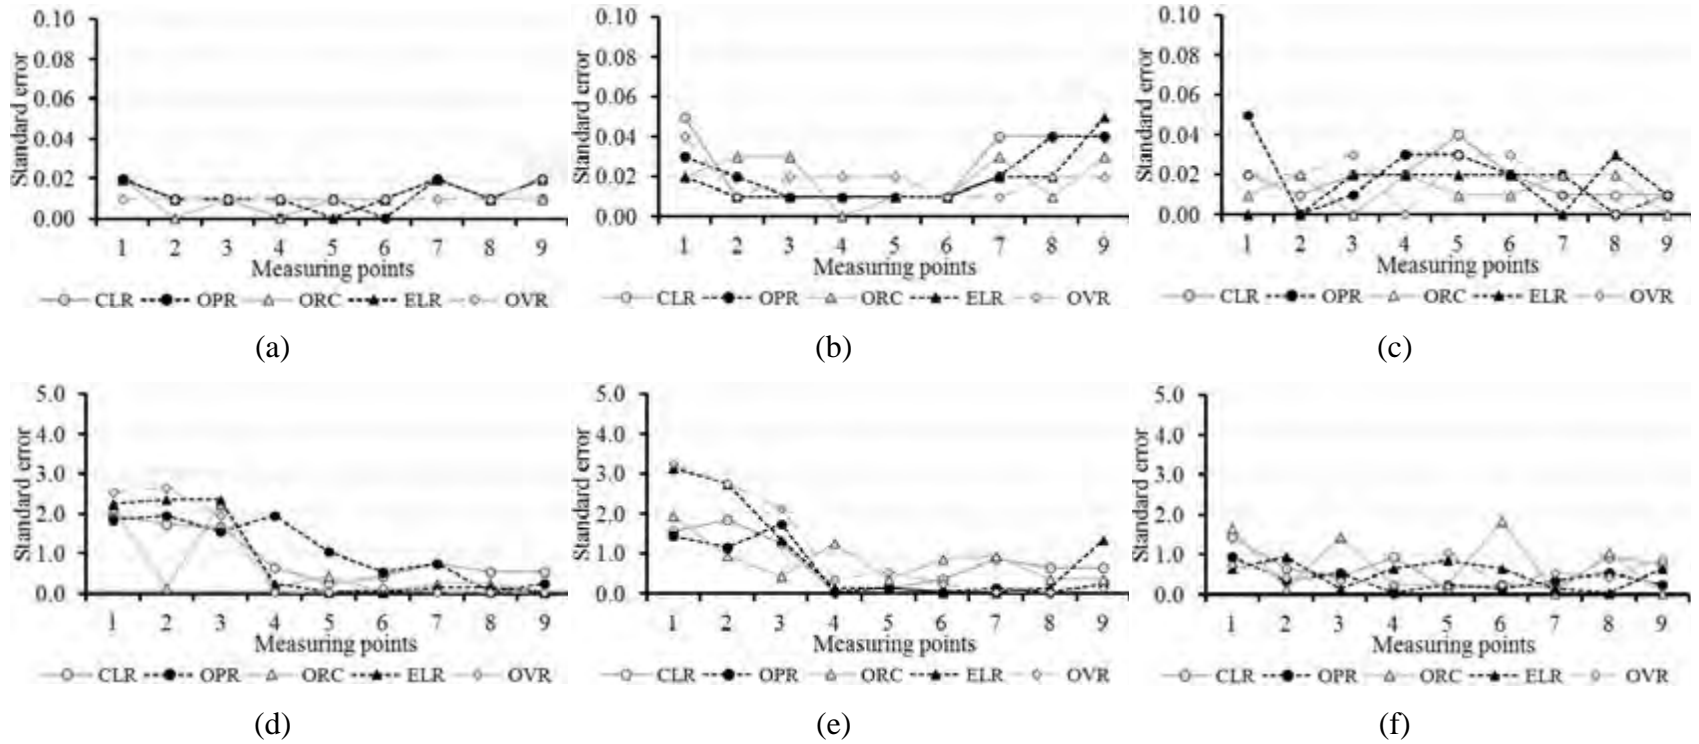 0.10
0.08
0.06
0.04
0.02
0.00
Standard error
1 2 3 4 5 6 7 8 9
Measuring points
CLR OPR ORC ELR OVR
(a)
0.10
0.08
0.06
0.04
0.02
0.00
Standard error
1 2 3 4 5 6 7 8 9
Measuring points
CLR OPR ORC ELR OVR
(b)
0.10
0.08
0.06
0.04
0.02
0.00
Standard error
1 2 3 4 5 6 7 8 9
Measuring points
CLR OPR ORC ELR OVR
(c)
5.0
4.0
3.0
2.0
1.0
0.0
Standard error
1 2 3 4 5 6 7 8 9
Measuring points
CLR OPR ORC ELR OVR
(d)
5.0
4.0
3.0
2.0
1.0
0.0
Standard error
1 2 3 4 5 6 7 8 9
Measuring points
CLR OPR ORC ELR OVR
(e)
5.0
4.0
3.0
2.0
1.0
0.0
Standard error
1 2 3 4 5 6 7 8 9
Measuring points
CLR OPR ORC ELR OVR
(f)